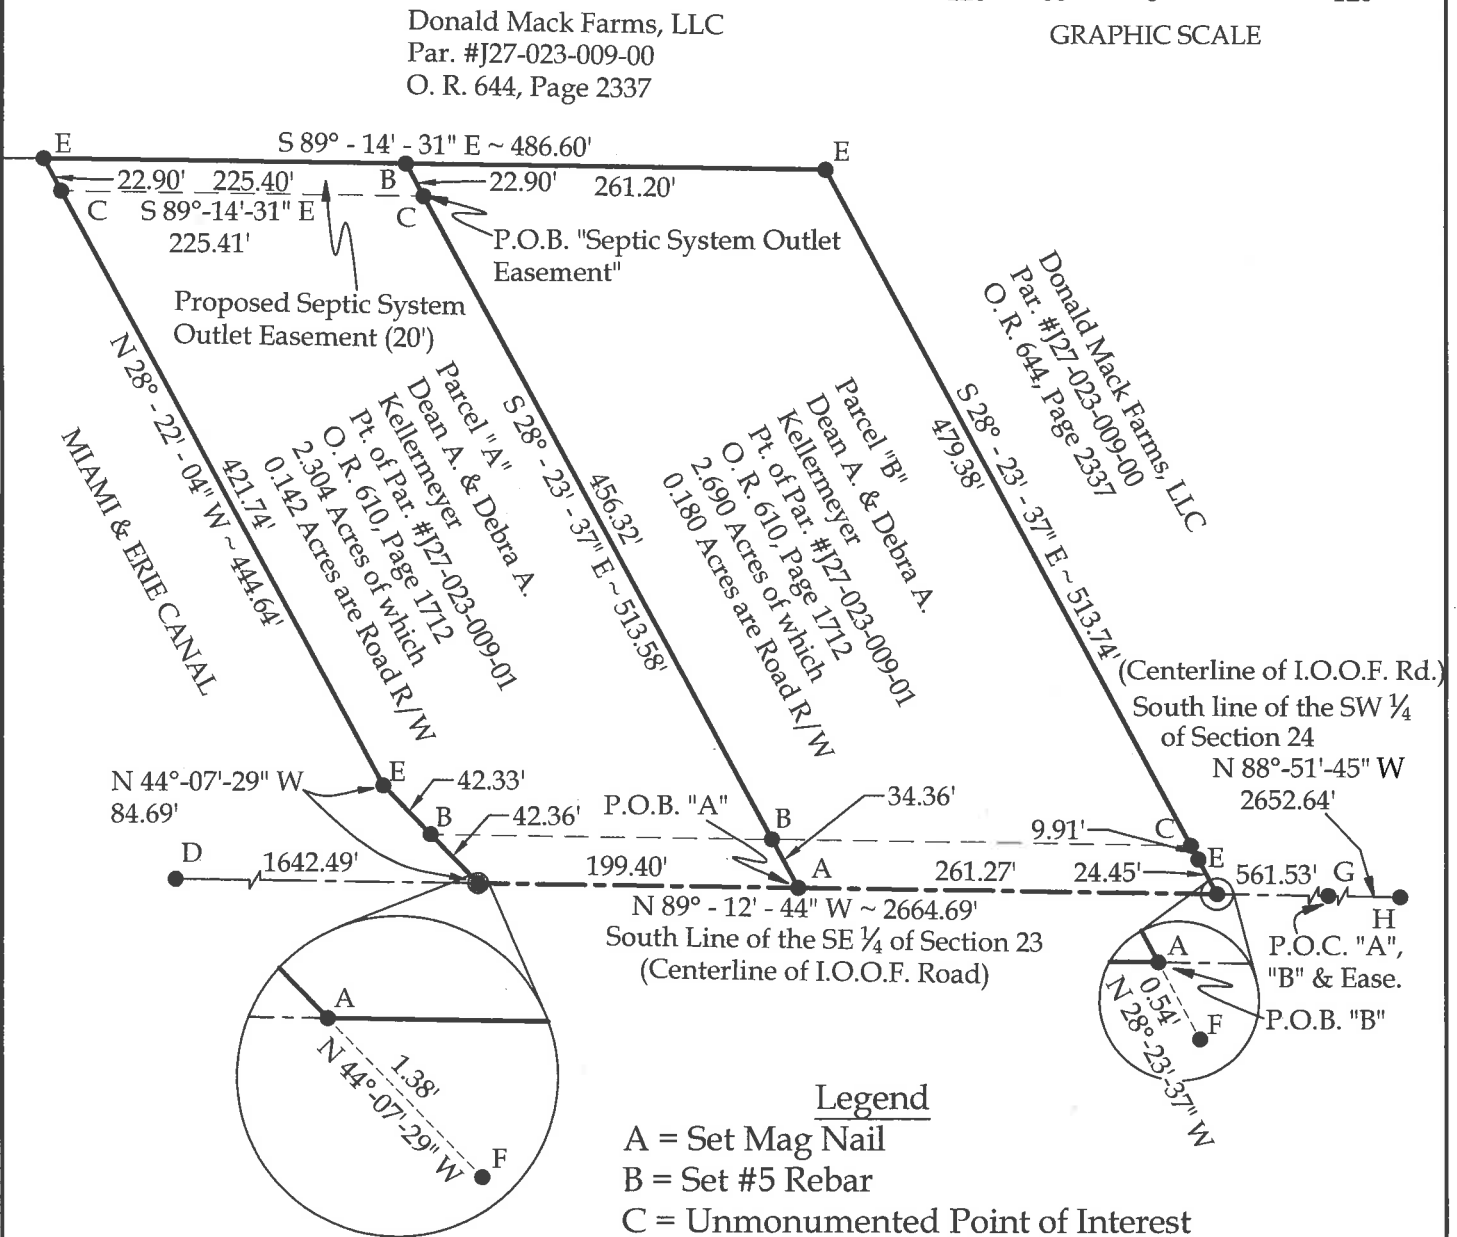 Donald Mack Farms, LLC
Par. #J27-023-009-00
O. R. 644, Page 2337
GRAPHIC SCALE
E
S 89° - 14' - 31" E ~ 486.60'
E
22.90'
225.40'
B
22.90'
261.20'
C
S 89°-14'-31" E
225.41'
C
P.O.B. "Septic System Outlet
Easement"
Proposed Septic System
Outlet Easement (20')
Donald Mack Farms, LLC
Par. #J27-023-009-00
O. R. 644, Page 2337
N 28° - 22' - 04" W ~ 444.64'
421.74'
MIAMI & ERIE CANAL
Parcel "A"
Dean A. & Debra A.
Kellermeyer
Pt. of Par. #J27-023-009-01
O. R. 610, Page 1712
2.304 Acres of which
0.142 Acres are Road R/W
S 28° - 23' - 37" E ~ 513.58'
456.32'
Parcel "B"
Dean A. & Debra A.
Kellermeyer
Pt. of Par. #J27-023-009-01
O. R. 610, Page 1712
2.690 Acres of which
0.180 Acres are Road R/W
S 28° - 23' - 37" E ~ 513.74'
479.38'
(Centerline of I.O.O.F. Rd.)
South line of the SW ¼
of Section 24
N 88°-51'-45" W
2652.64'
N 44°-07'-29" W
84.69'
E
42.33'
B
42.36'
P.O.B. "A"
B
34.36'
9.91'
C
E
D
1642.49'
199.40'
A
261.27'
24.45'
561.53'
G
H
N 89° - 12' - 44" W ~ 2664.69'
South Line of the SE ¼ of Section 23
(Centerline of I.O.O.F. Road)
P.O.C. "A",
"B" & Ease.
P.O.B. "B"
A
0.54'
N 28°-23'-37" W
F
A
1.38'
N 44°-07'-29" W
F
Legend
A = Set Mag Nail
B = Set #5 Rebar
C = Unmonumented Point of Interest